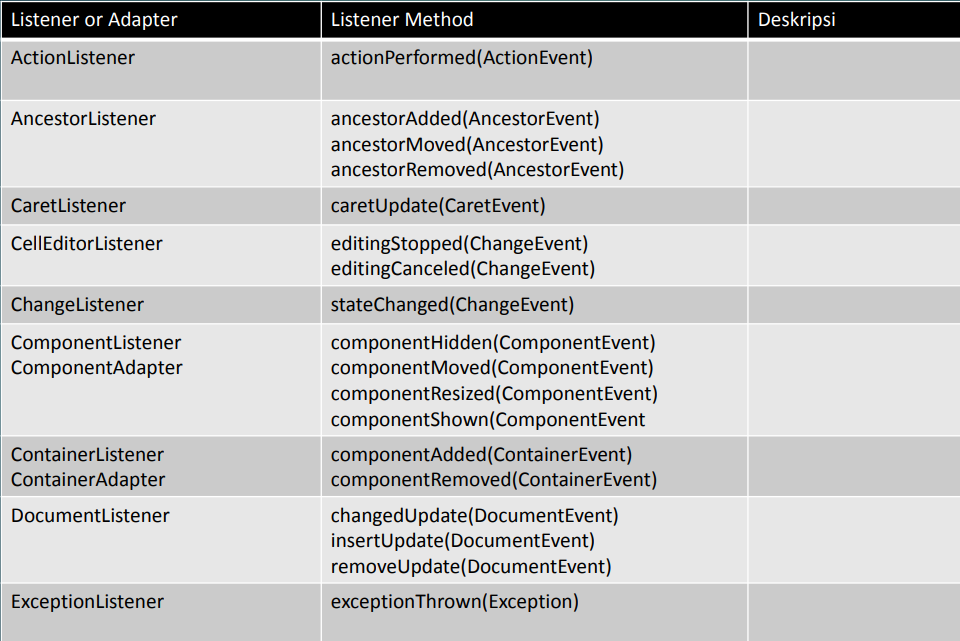 Listener or Adapter Listener Method Deskripsi
ActionListener actionPerformed(ActionEvent)
AncestorListener ancestorAdded(AncestorEvent)
ancestorMoved(AncestorEvent)
ancestorRemoved(AncestorEvent)
CaretListener caretUpdate(CaretEvent)
CellEditorListener editingStopped(ChangeEvent)
editingCanceled(ChangeEvent)
ChangeListener stateChanged(ChangeEvent)
ComponentListener componentHidden(ComponentEvent)
ComponentAdapter componentMoved(ComponentEvent)
componentResized(ComponentEvent)
componentShown(ComponentEvent
ContainerListener componentAdded(ContainerEvent)
ContainerAdapter componentRemoved(ContainerEvent)
DocumentListener changedUpdate(DocumentEvent)
insertUpdate(DocumentEvent)
removeUpdate(DocumentEvent)
ExceptionListener exceptionThrown(Exception)